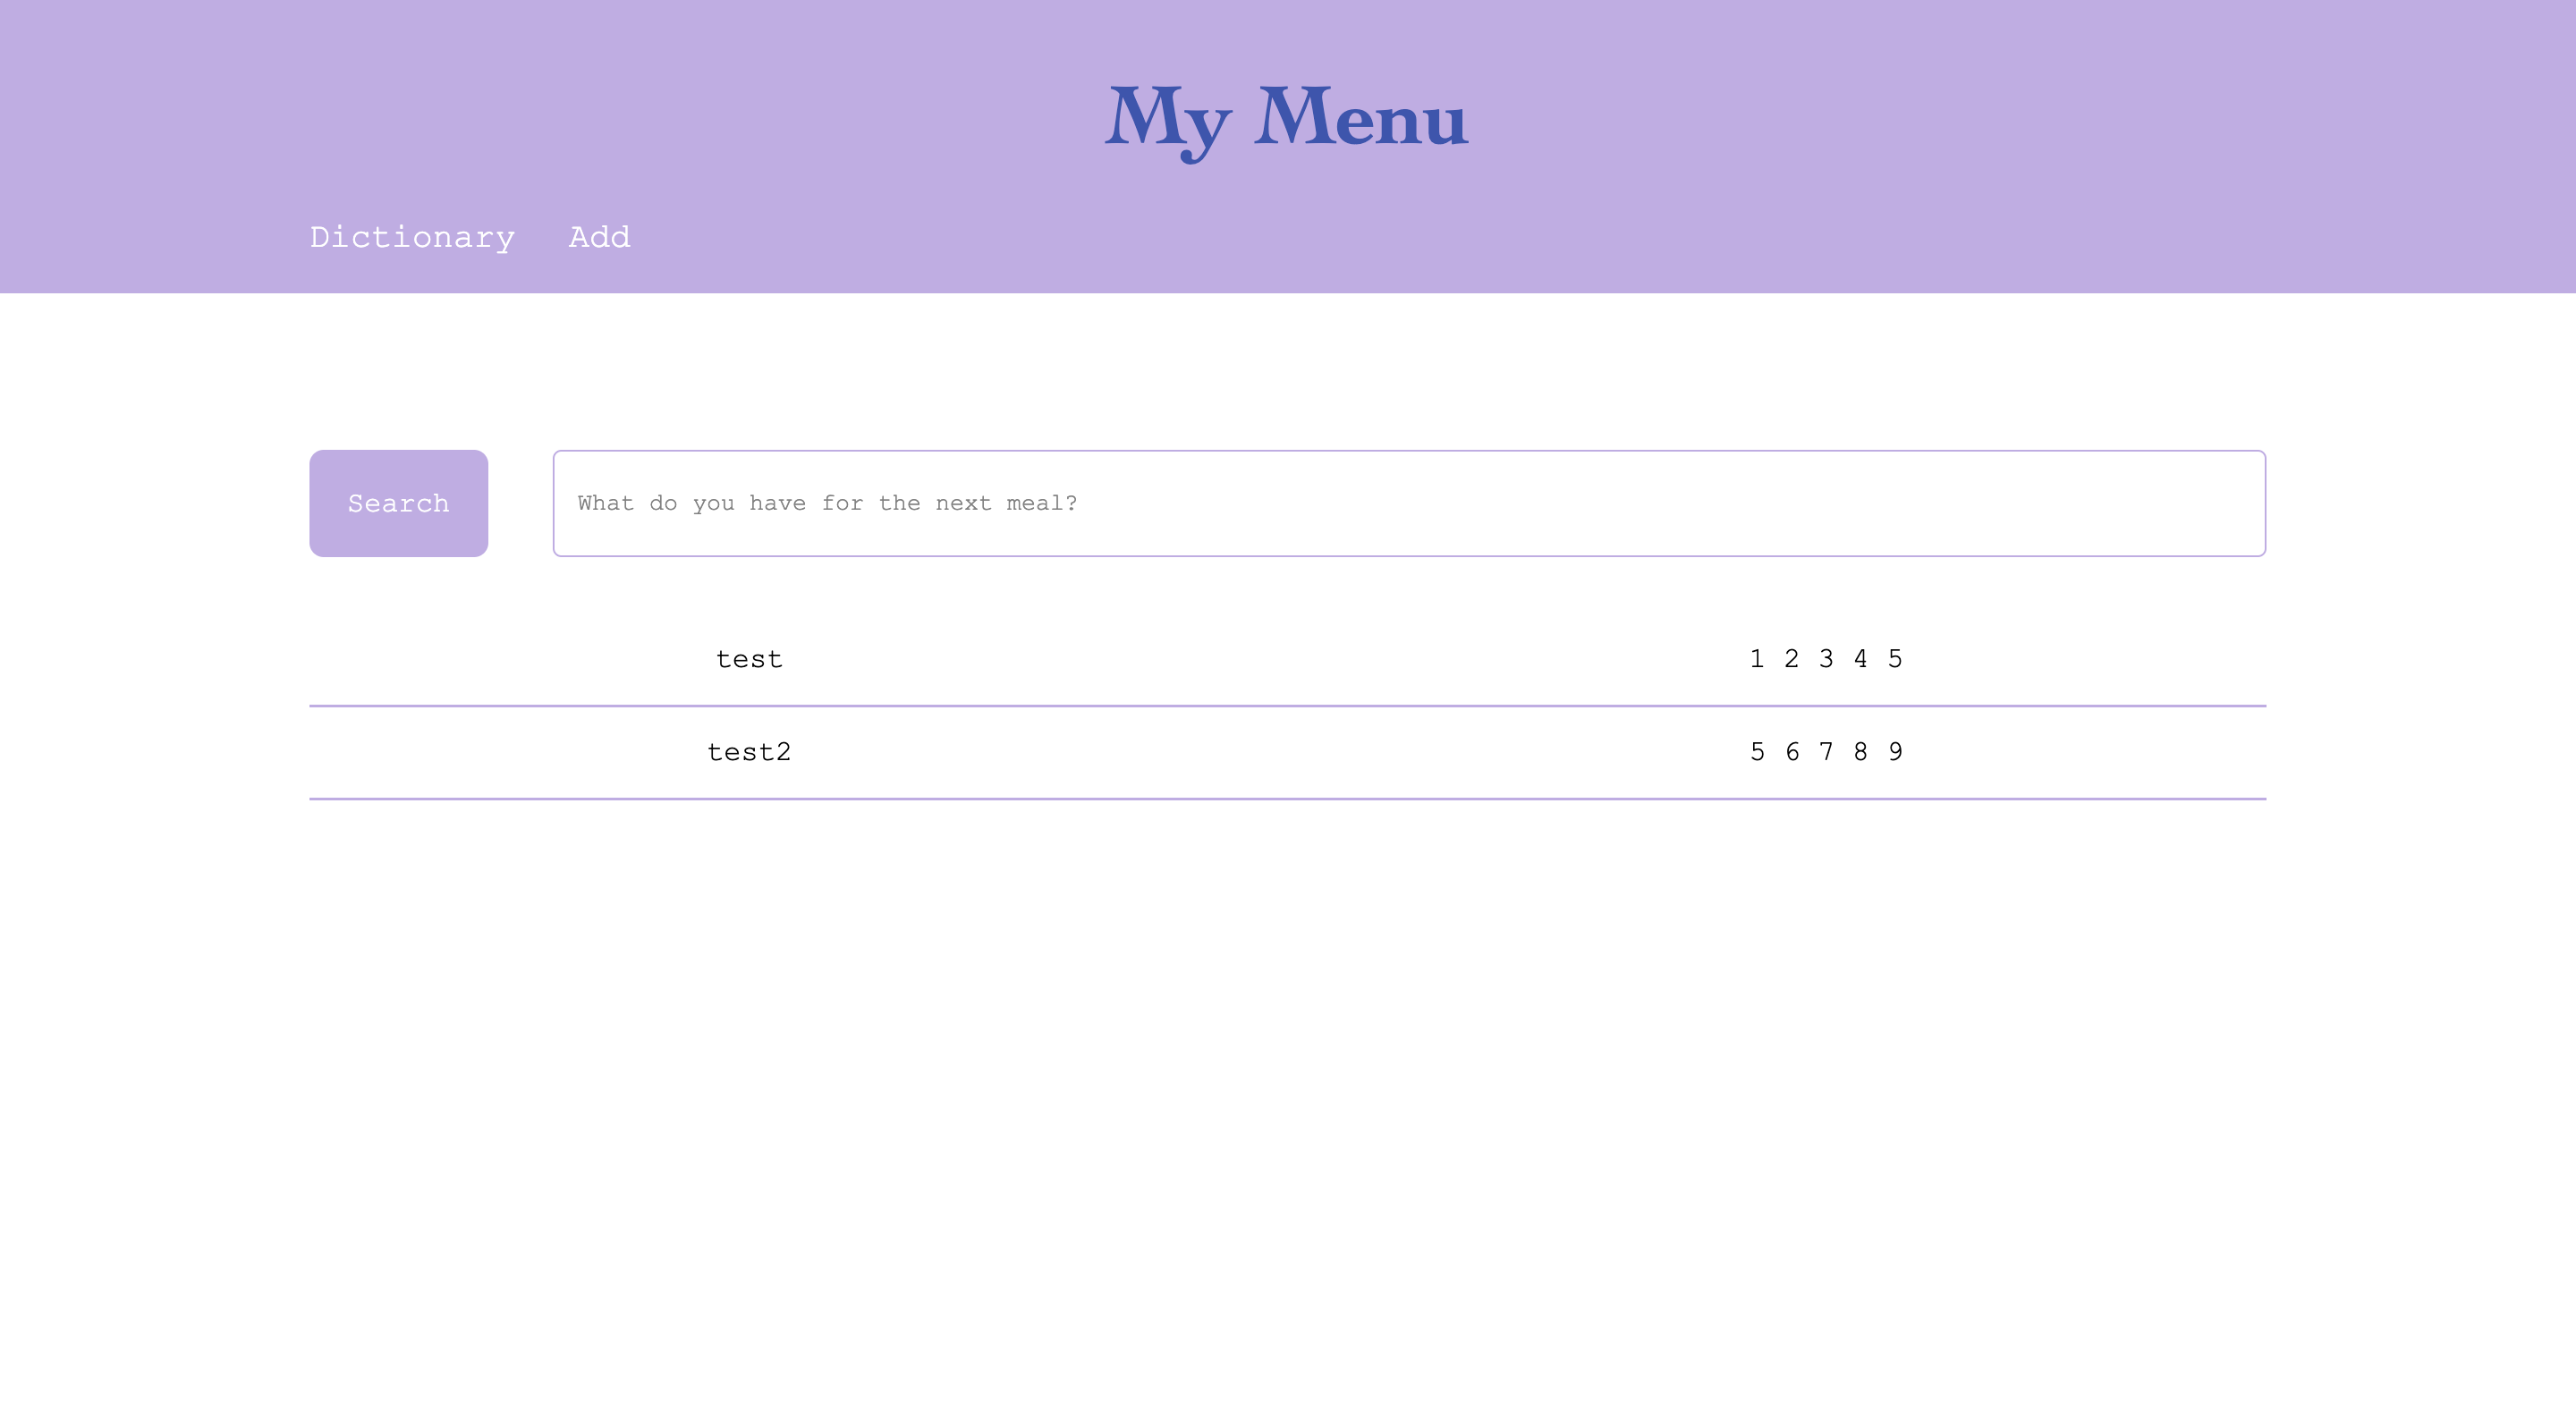 My Menu
Dictionary Add
Search What do you have for the next meal?
test 1 2 3 4 5
test2 5 6 7 8 9